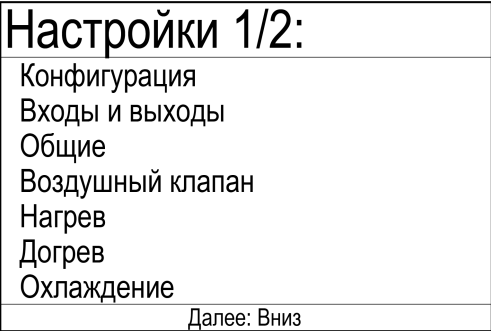 Настройки 1/2:
Конфигурация
Входы и выходы
Общие
Воздушный клапан
Нагрев
Догрев
Охлаждение
Далее: Вниз